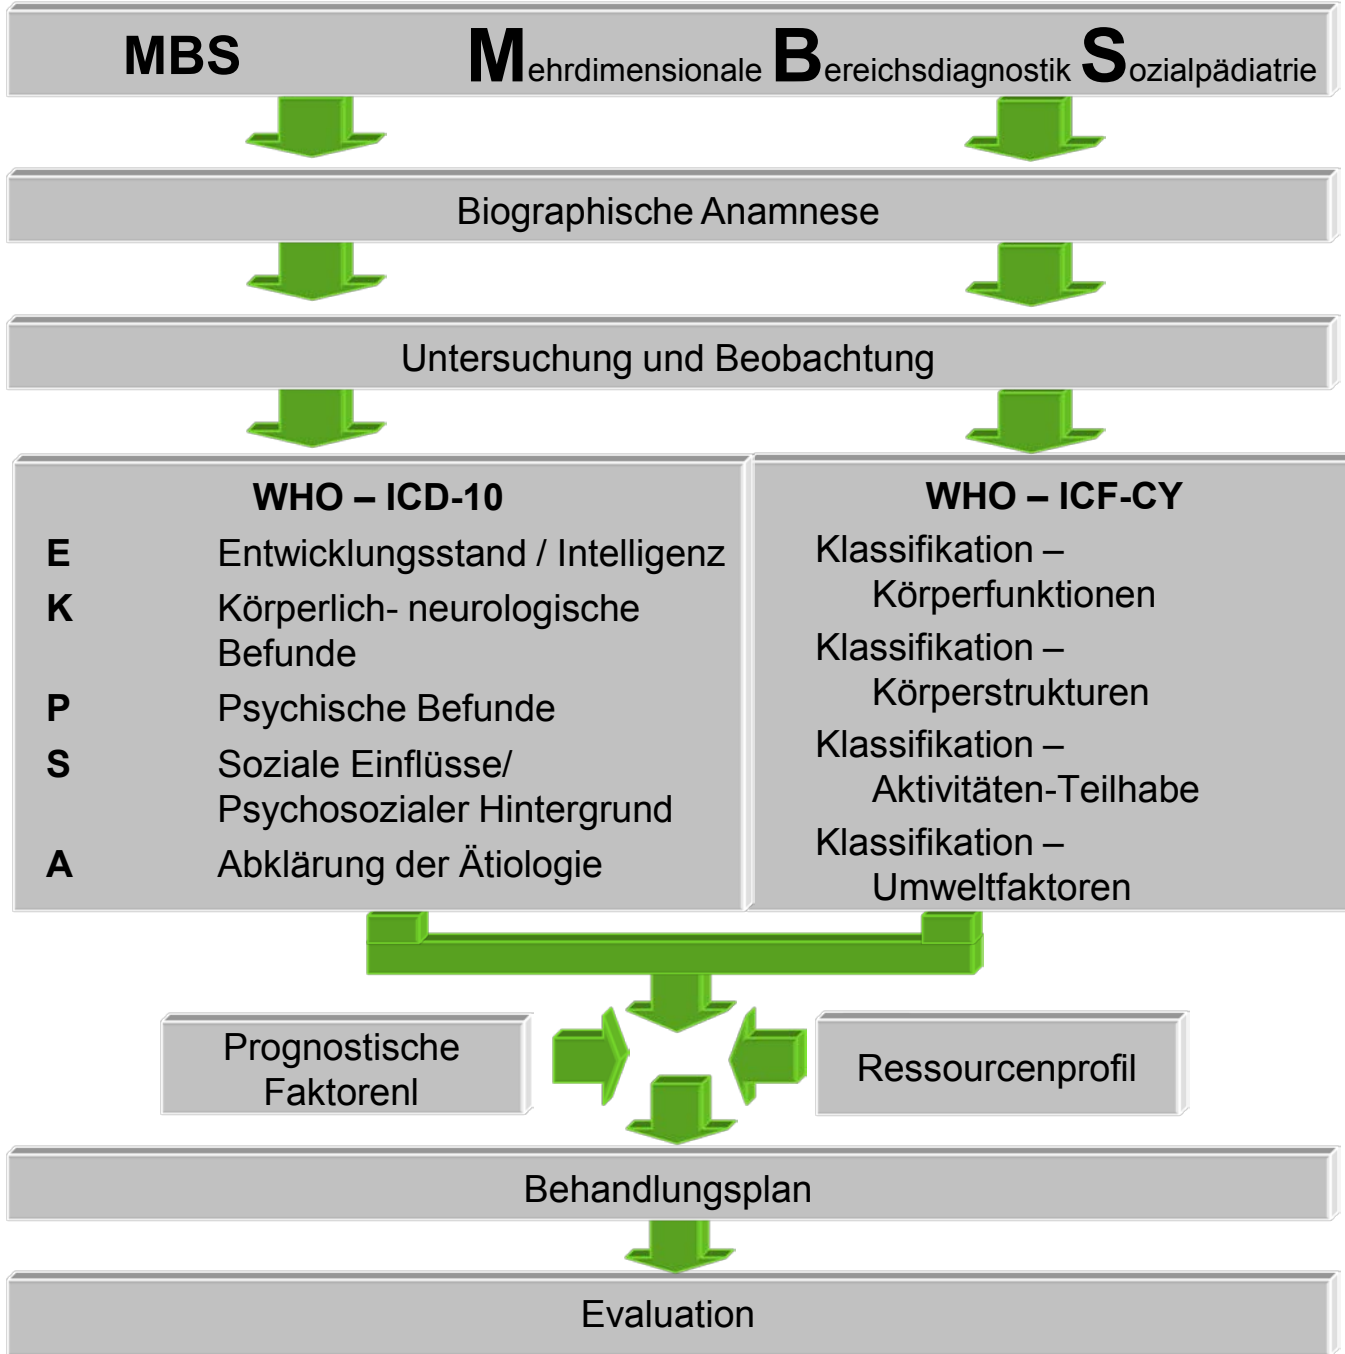 MBS Mehrdimensionale Bereichsdiagnostik Sozialpädiatrie
Biographische Anamnese
Untersuchung und Beobachtung
WHO – ICD-10
E Entwicklungsstand / Intelligenz
K Körperlich- neurologische
Befunde
P Psychische Befunde
S Soziale Einflüsse/
Psychosozialer Hintergrund
A Abklärung der Ätiologie
WHO – ICF-CY
Klassifikation –
Körperfunktionen
Klassifikation –
Körperstrukturen
Klassifikation –
Aktivitäten-Teilhabe
Klassifikation –
Umweltfaktoren
Prognostische
Faktorenl
Ressourcenprofil
Behandlungsplan
Evaluation